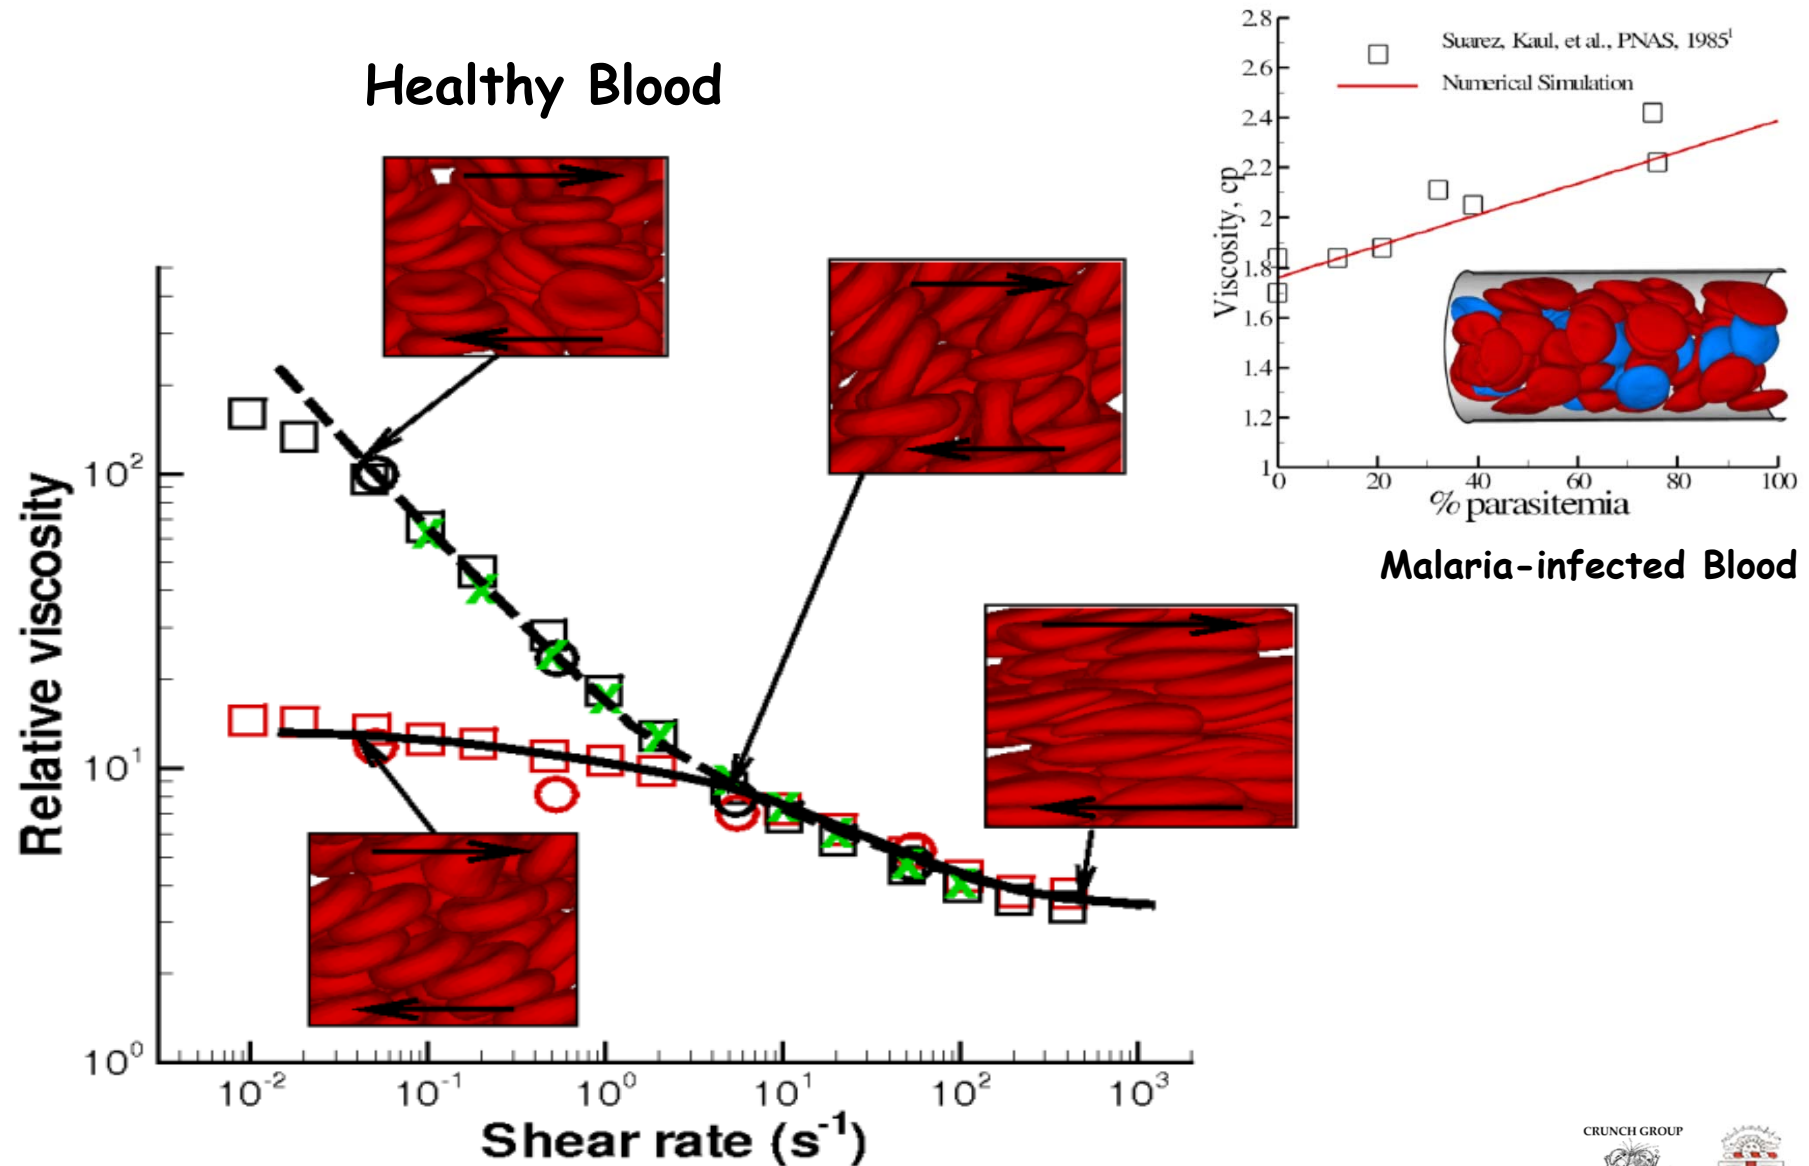 Healthy Blood
Relative viscosity
10²
10¹
10⁰
10⁻² 10⁻¹ 10⁰ 10¹ 10² 10³
Shear rate (s⁻¹)
X X X X X X X X X X
Suarez, Kaul, et al., PNAS, 1985¹
Numerical Simulation
Viscosity, cp
2.8
2.6
2.4
2.2
2
1.8
1.6
1.4
1.2
1
0 20 40 60 80 100
% parasitemia
Malaria-infected Blood
CRUNCH GROUP